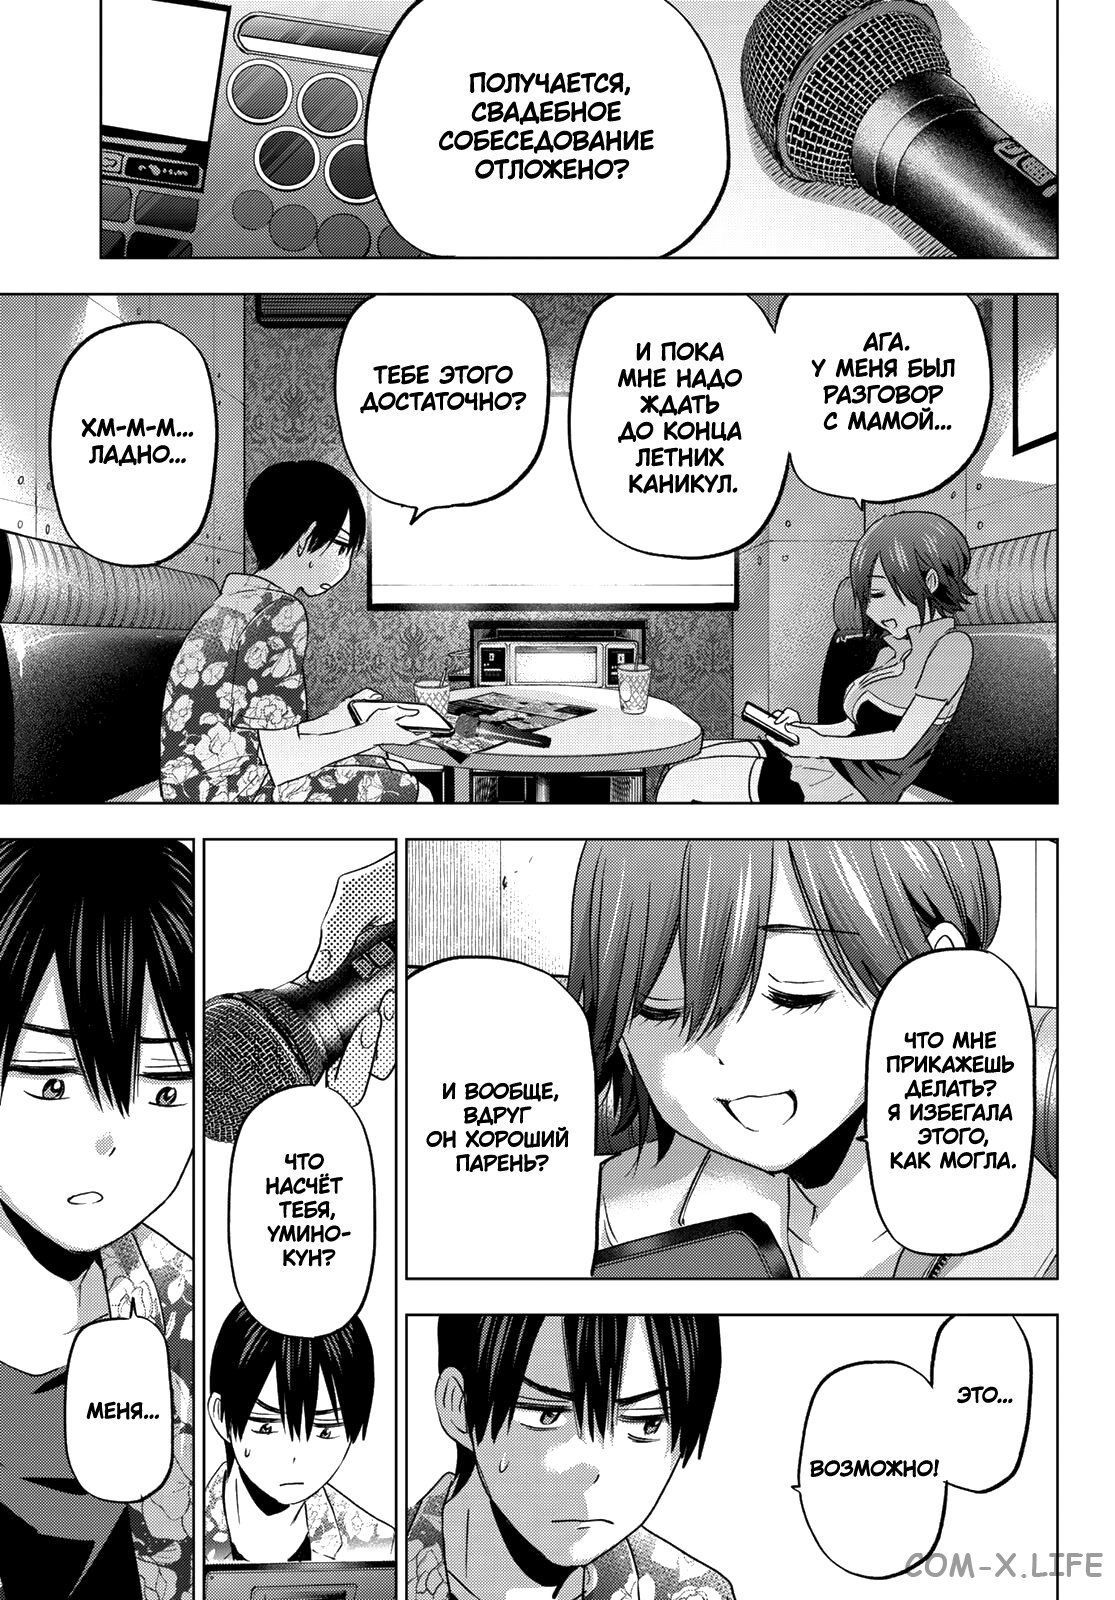 ПОЛУЧАЕТСЯ,
СВАДЕБНОЕ
СОБЕСЕДОВАНИЕ
ОТЛОЖЕНО?
АГА.
У МЕНЯ БЫЛ
РАЗГОВОР
С МАМОЙ...
И ПОКА
МНЕ НАДО
ЖДАТЬ
ДО КОНЦА
ЛЕТНИХ
КАНИКУЛ.
ТЕБЕ ЭТОГО
ДОСТАТОЧНО?
ХМ-М-М...
ЛАДНО...
ЧТО МНЕ
ПРИКАЖЕШЬ
ДЕЛАТЬ?
Я ИЗБЕГАЛА
ЭТОГО,
КАК МОГЛА.
И ВООБЩЕ,
ВДРУГ
ОН ХОРОШИЙ
ПАРЕНЬ?
ЭТО...
ВОЗМОЖНО!
ЧТО
НАСЧЁТ
ТЕБЯ,
УМИНО-
КУН?
МЕНЯ...
COM-X.LIFE